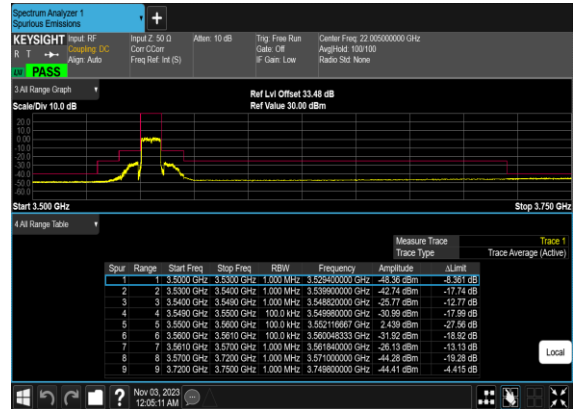 Spectrum Analyzer 1
Spurious Emissions
+
KEYSIGHT
R T
Input: RF
Coupling: DC
Align: Auto
Input Z: 50 Ω
Corr CCorr
Freq Ref: Int (S)
Atten: 10 dB
Trig: Free Run
Gate: Off
IF Gain: Low
Center Freq: 22.005000000 GHz
Avg|Hold: 100/100
Radio Std: None
LW PASS
3 All Range Graph
Scale/Div 10.0 dB
Ref Lvl Offset 33.48 dB
Ref Value 30.00 dBm
20.0
10.0
0.00
-10.0
-20.0
-30.0
-40.0
-50.0
-60.0
Start 3.500 GHz
Stop 3.750 GHz
4 All Range Table
Measure Trace Trace 1
Trace Type Trace Average (Active)
Spur Range Start Freq Stop Freq RBW Frequency Amplitude ΔLimit
1 1 3.5000 GHz 3.5300 GHz 1.000 MHz 3.529400000 GHz -48.36 dBm -8.361 dB
2 2 3.5300 GHz 3.5400 GHz 1.000 MHz 3.539900000 GHz -42.74 dBm -17.74 dB
3 3 3.5400 GHz 3.5490 GHz 1.000 MHz 3.548820000 GHz -25.77 dBm -12.77 dB
4 4 3.5490 GHz 3.5500 GHz 100.0 kHz 3.549980000 GHz -30.99 dBm -17.99 dB
5 5 3.5500 GHz 3.5600 GHz 100.0 kHz 3.552116667 GHz 2.439 dBm -27.56 dB
6 6 3.5600 GHz 3.5610 GHz 100.0 kHz 3.560048333 GHz -31.92 dBm -18.92 dB
7 7 3.5610 GHz 3.5700 GHz 1.000 MHz 3.561840000 GHz -26.13 dBm -13.13 dB
8 8 3.5700 GHz 3.7200 GHz 1.000 MHz 3.571000000 GHz -44.28 dBm -19.28 dB
9 9 3.7200 GHz 3.7500 GHz 1.000 MHz 3.749800000 GHz -44.41 dBm -4.415 dB
Local
?
Nov 03, 2023
12:05:11 AM